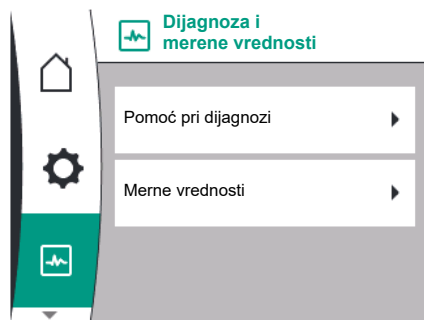 Dijagnoza i
merene vrednosti
Pomoć pri dijagnozi
Merne vrednosti